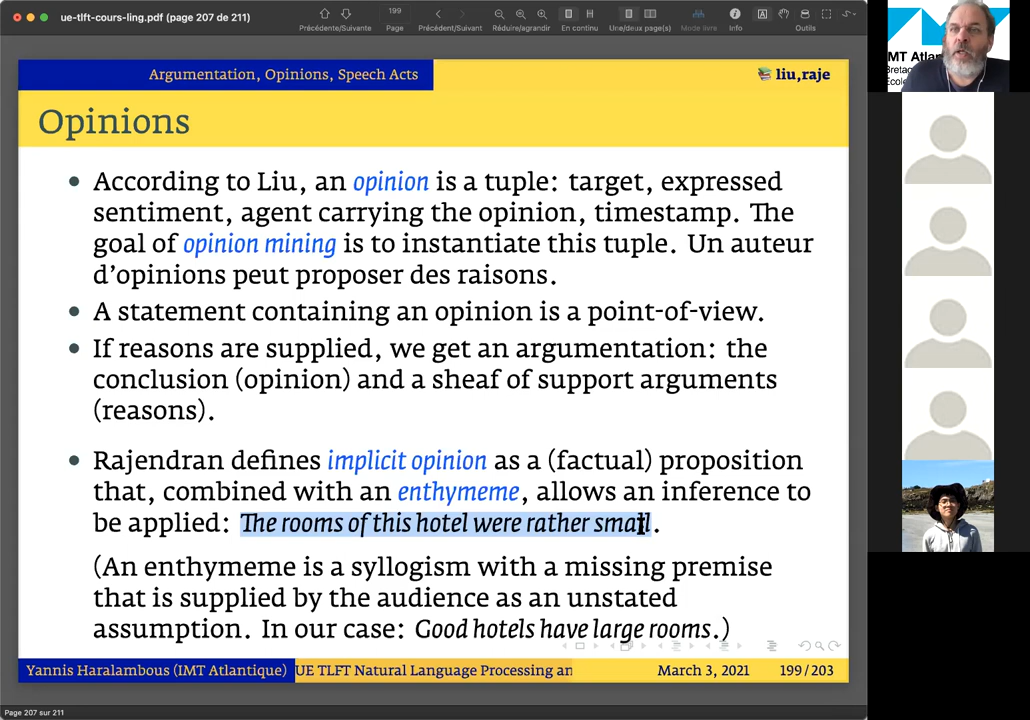 ue-tlft-cours-ling.pdf (page 207 de 211)
199
Précédente/Suivante
Page
Précédent/Suivant
Réduire/agrandir
En continu
Une/deux page(s)
Mode livre
Info
Outils
Argumentation, Opinions, Speech Acts
liu,raje
Opinions
• According to Liu, an opinion is a tuple: target, expressed
sentiment, agent carrying the opinion, timestamp. The
goal of opinion mining is to instantiate this tuple. Un auteur
d’opinions peut proposer des raisons.
• A statement containing an opinion is a point-of-view.
• If reasons are supplied, we get an argumentation: the
conclusion (opinion) and a sheaf of support arguments
(reasons).
• Rajendran defines implicit opinion as a (factual) proposition
that, combined with an enthymeme, allows an inference to
be applied: The rooms of this hotel were rather small.
(An enthymeme is a syllogism with a missing premise
that is supplied by the audience as an unstated
assumption. In our case: Good hotels have large rooms.)
Yannis Haralambous (IMT Atlantique)
UE TLFT Natural Language Processing an
March 3, 2021
199 / 203
Page 207 sur 211
IMT Atlan
Bretag
École